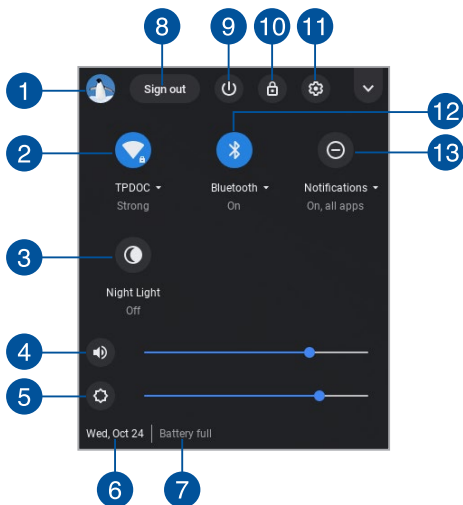 8 9 10 11
1 Sign out
12
2 13
TPDOC Bluetooth Notifications
Strong On On, all apps
3
Night Light
Off
4
5
Wed, Oct 24 Battery full
6 7